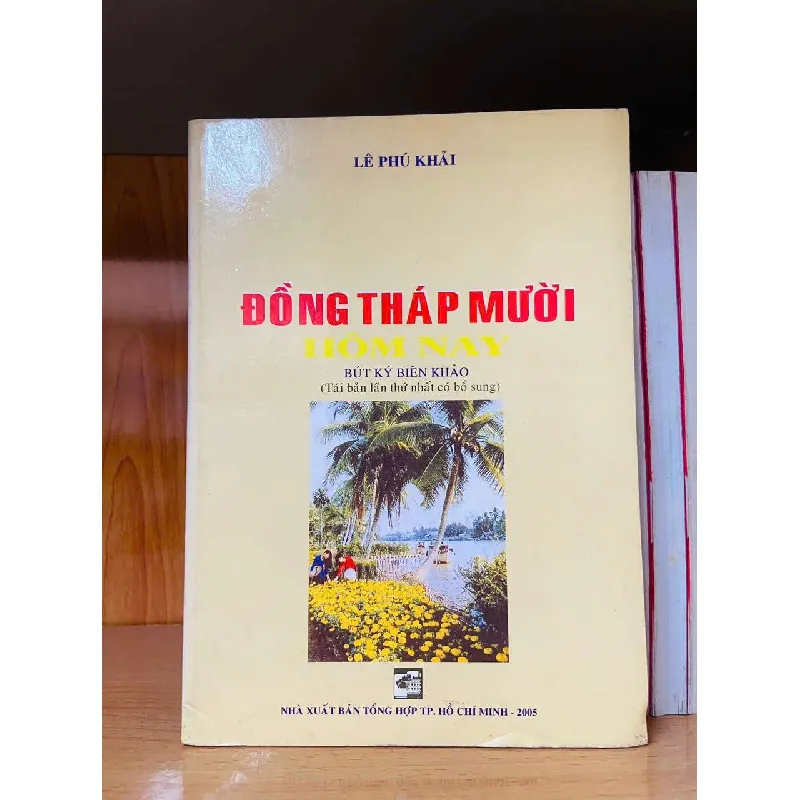 LÊ PHÚ KHẢI
ĐỒNG THÁP MƯỜI
HÔM NAY
BÚT KÝ BIÊN KHẢO
(Tái bản lần thứ nhất có bổ sung)
NHÀ XUẤT BẢN TỔNG HỢP TP. HỒ CHÍ MINH - 2005